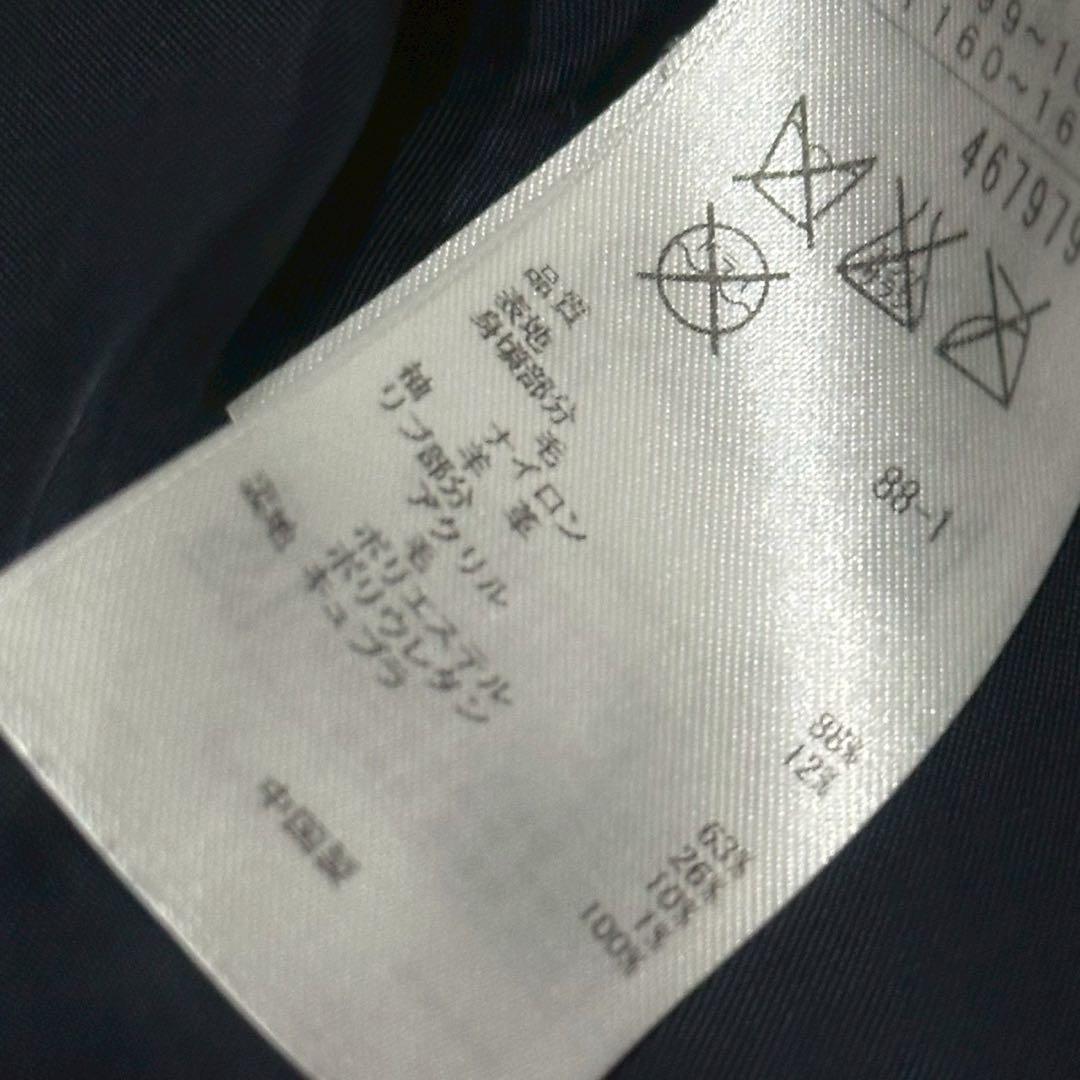 160~16
467979
88-1
品質
表地
身頃部分 毛 88%
ナイロン 12%
袖 羊革
リブ部分 アクリル 63%
毛 26%
ポリエステル 10%
ポリウレタン 1%
裏地 キュプラ 100%
中国製